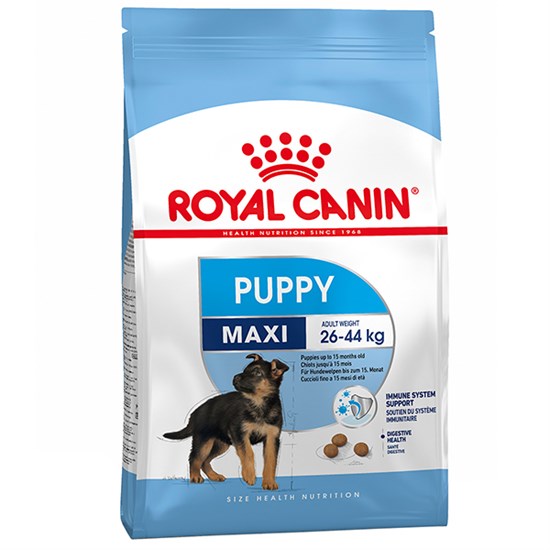 ROYAL CANIN®
HEALTH NUTRITION SINCE 1968
PUPPY
MAXI
ADULT WEIGHT
26-44 kg
Puppies up to 15 months old
Chiots jusqu'à 15 mois
Für Hundewelpen bis zum 15. Monat
Cuccioli fino a 15 mesi di età
IMMUNE SYSTEM
SUPPORT
SOUTIEN DU SYSTÈME
IMMUNITAIRE
+ DIGESTIVE
HEALTH
SANTÉ
DIGESTIVE
SIZE HEALTH NUTRITION